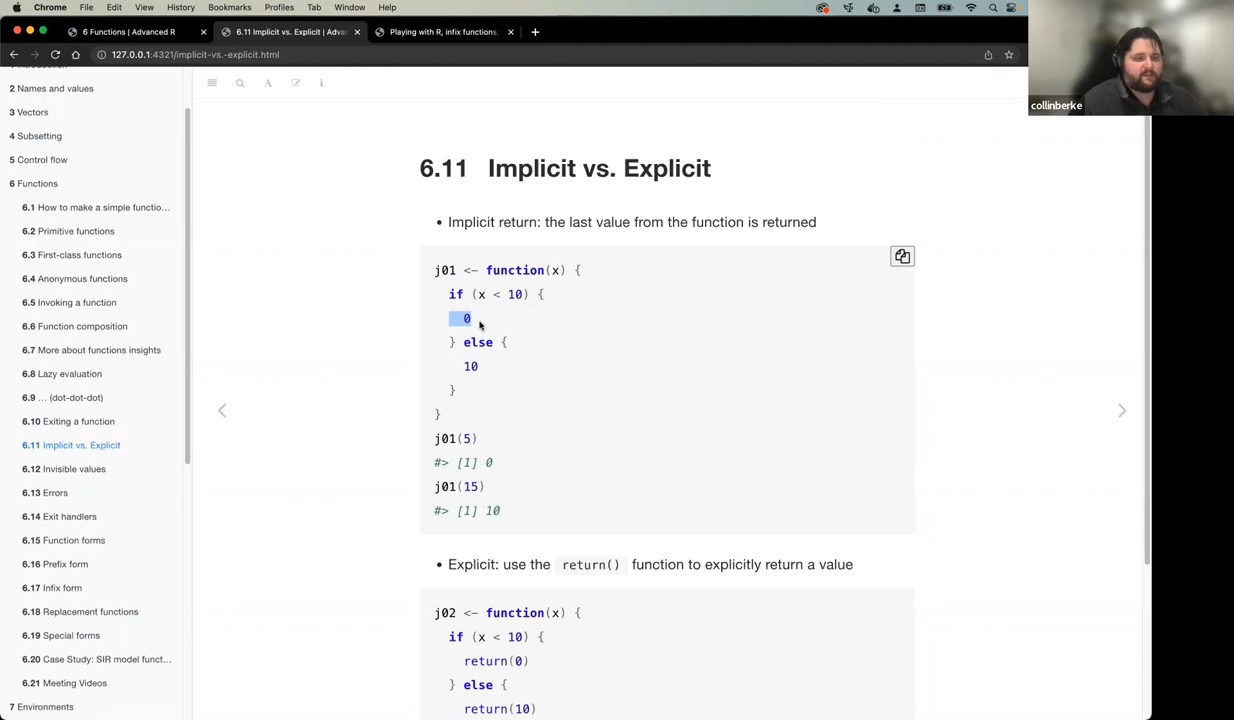 Chrome File Edit View History Bookmarks Profiles Tab Window Help
6 Functions | Advanced R
6.11 Implicit vs. Explicit | Adva
Playing with R, infix functions,
127.0.0.1:4321/implicit-vs.-explicit.html
collinberke
2 Names and values
3 Vectors
4 Subsetting
5 Control flow
6 Functions
6.1 How to make a simple functio...
6.2 Primitive functions
6.3 First-class functions
6.4 Anonymous functions
6.5 Invoking a function
6.6 Function composition
6.7 More about functions insights
6.8 Lazy evaluation
6.9 ... (dot-dot-dot)
6.10 Exiting a function
6.11 Implicit vs. Explicit
6.12 Invisible values
6.13 Errors
6.14 Exit handlers
6.15 Function forms
6.16 Prefix form
6.17 Infix form
6.18 Replacement functions
6.19 Special forms
6.20 Case Study: SIR model funct...
6.21 Meeting Videos
7 Environments
6.11 Implicit vs. Explicit
• Implicit return: the last value from the function is returned
j01 <- function(x) {
if (x < 10) {
0
} else {
10
}
}
j01(5)
#> [1] 0
j01(15)
#> [1] 10
• Explicit: use the return() function to explicitly return a value
j02 <- function(x) {
if (x < 10) {
return(0)
} else {
return(10)